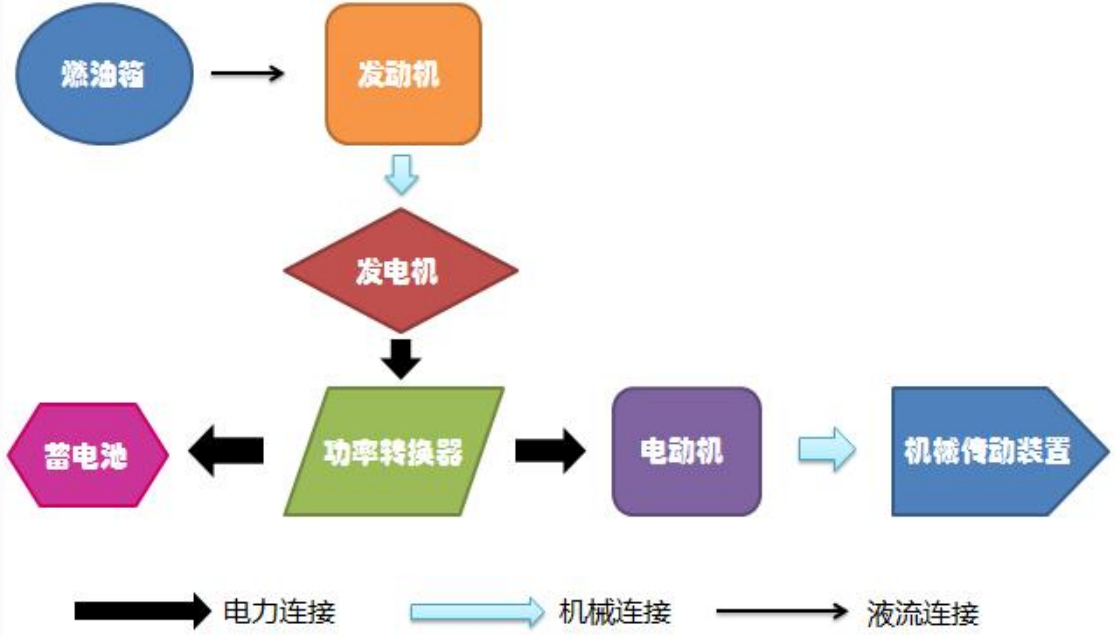 燃油箱
发动机
发电机
蓄电池
功率转换器
电动机
机械传动装置
电力连接
机械连接
液流连接